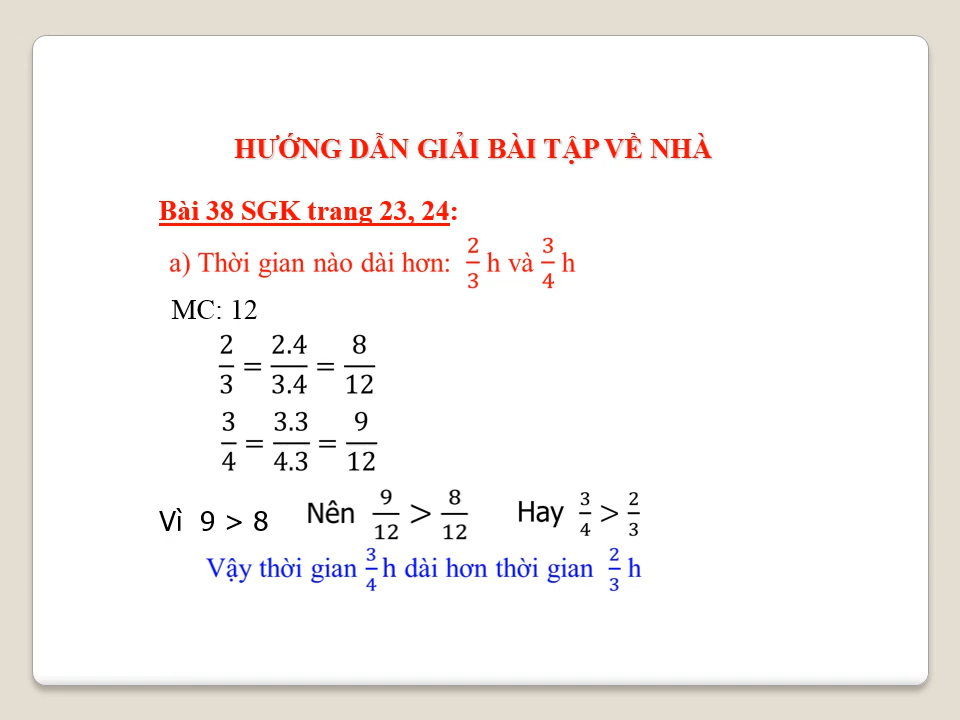 HƯỚNG DẪN GIẢI BÀI TẬP VỀ NHÀ
Bài 38 SGK trang 23, 24:
a) Thời gian nào dài hơn: 2/3 h và 3/4 h
MC: 12
2/3 = 2.4/3.4 = 8/12
3/4 = 3.3/4.3 = 9/12
Vì 9 > 8 Nên 9/12 > 8/12 Hay 3/4 > 2/3
Vậy thời gian 3/4 h dài hơn thời gian 2/3 h